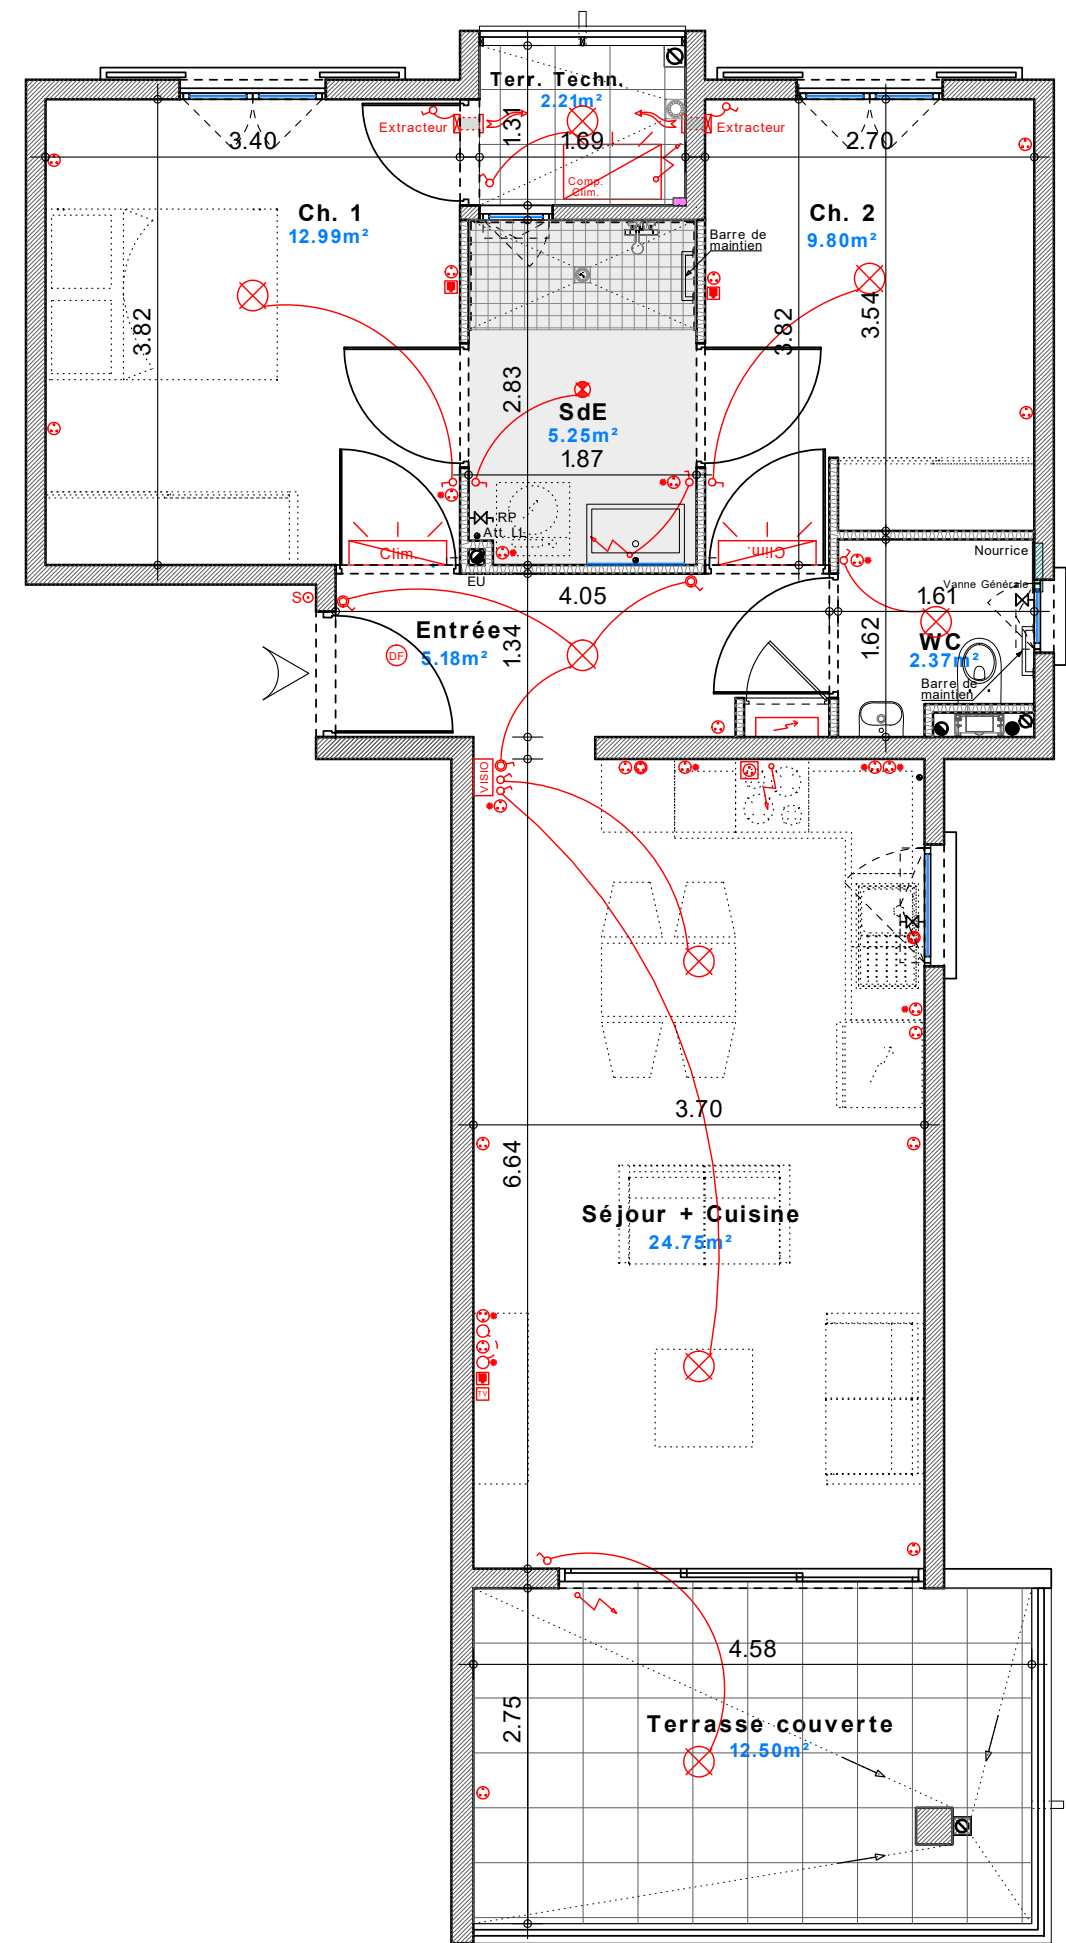 Terr. Techn.
2.21m²
1.31
1.69
Extracteur
Extracteur
Comp.
Clim.
3.40
2.70
Ch. 1
12.99m²
Ch. 2
9.80m²
Barre de
maintien
3.82
3.82
3.54
2.83
SdE
5.25m²
1.87
RP
Att. LL
EU
Clim.
Clim.
Nourrice
Vanne Générale
S
4.05
1.61
Entrée
5.18m²
DF
1.34
1.62
WC
2.37m²
Barre de
maintien
VISIO
3.70
6.64
Séjour + Cuisine
24.75m²
TV
4.58
2.75
Terrasse couverte
12.50m²